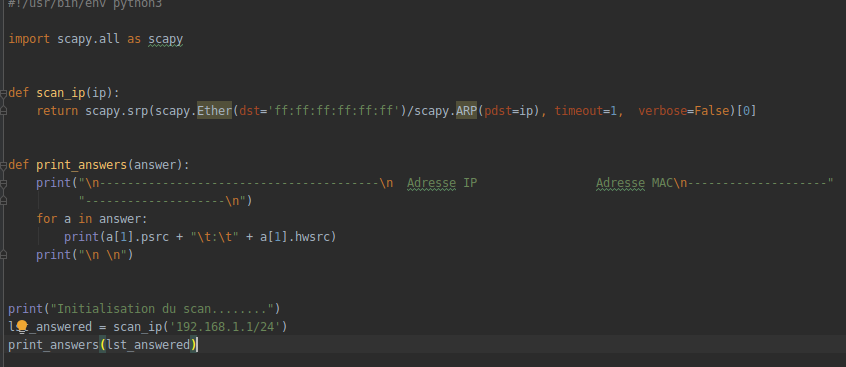 #!/usr/bin/env python3
import scapy.all as scapy
def scan_ip(ip):
    return scapy.srp(scapy.Ether(dst='ff:ff:ff:ff:ff:ff')/scapy.ARP(pdst=ip), timeout=1,  verbose=False)[0]
def print_answers(answer):
    print("\n--------------------------------------\n  Adresse IP                 Adresse MAC\n-------------------"
          "-------------------\n")
    for a in answer:
        print(a[1].psrc + "\t:\t" + a[1].hwsrc)
    print("\n \n")
print("Initialisation du scan........")
lst_answered = scan_ip('192.168.1.1/24')
print_answers(lst_answered)